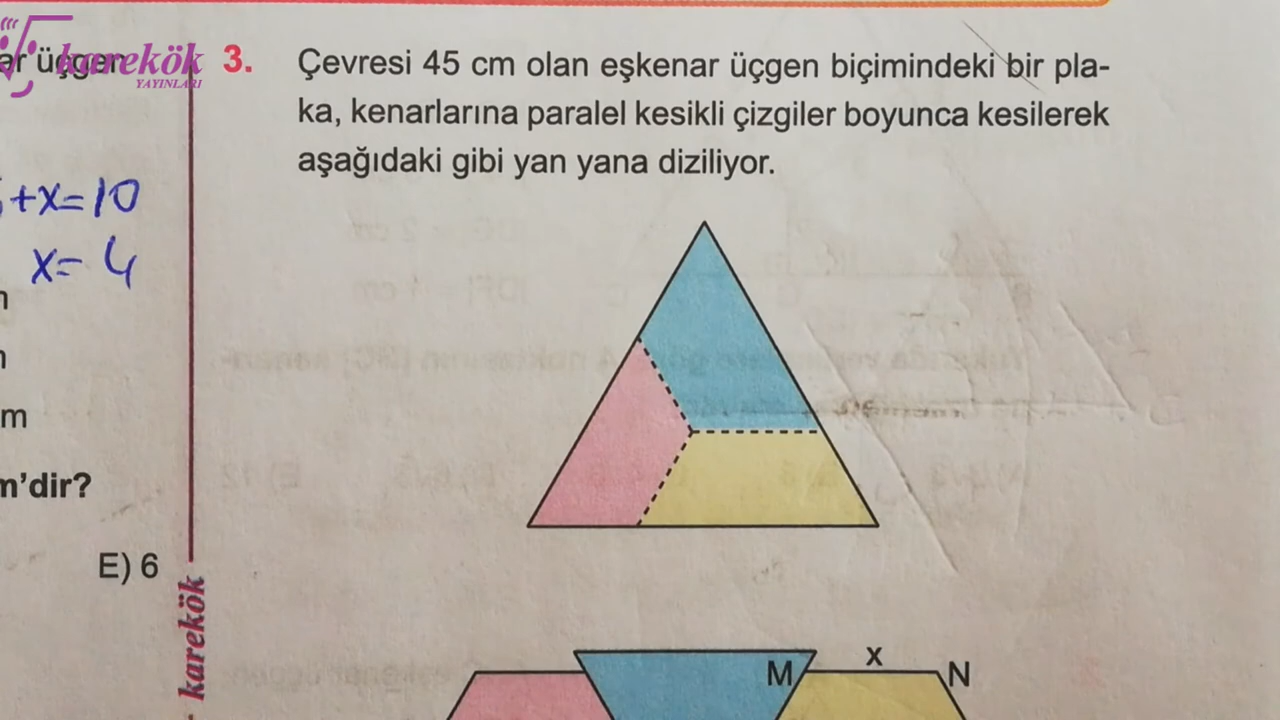 karekök
YAYINLARI
er üçgen
+x=10
x=4
m
m'dir?
E) 6
karekök
3. Çevresi 45 cm olan eşkenar üçgen biçimindeki bir pla-
ka, kenarlarına paralel kesikli çizgiler boyunca kesilerek
aşağıdaki gibi yan yana diziliyor.
M x N